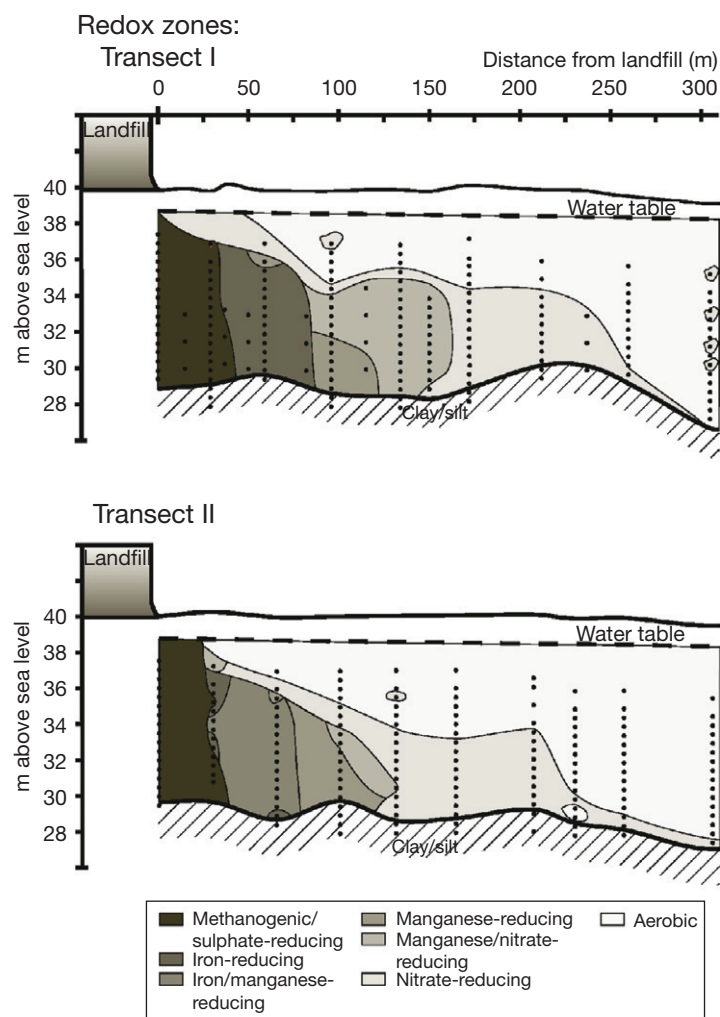 Redox zones:
Transect I
Distance from landfill (m)
0 50 100 150 200 250 300
Landfill
40
38
36
34
32
30
28
m above sea level
Water table
Clay/silt
Transect II
Landfill
40
38
36
34
32
30
28
m above sea level
Water table
Clay/silt
Methanogenic/
sulphate-reducing
Iron-reducing
Iron/manganese-
reducing
Manganese-reducing
Manganese/nitrate-
reducing
Nitrate-reducing
Aerobic